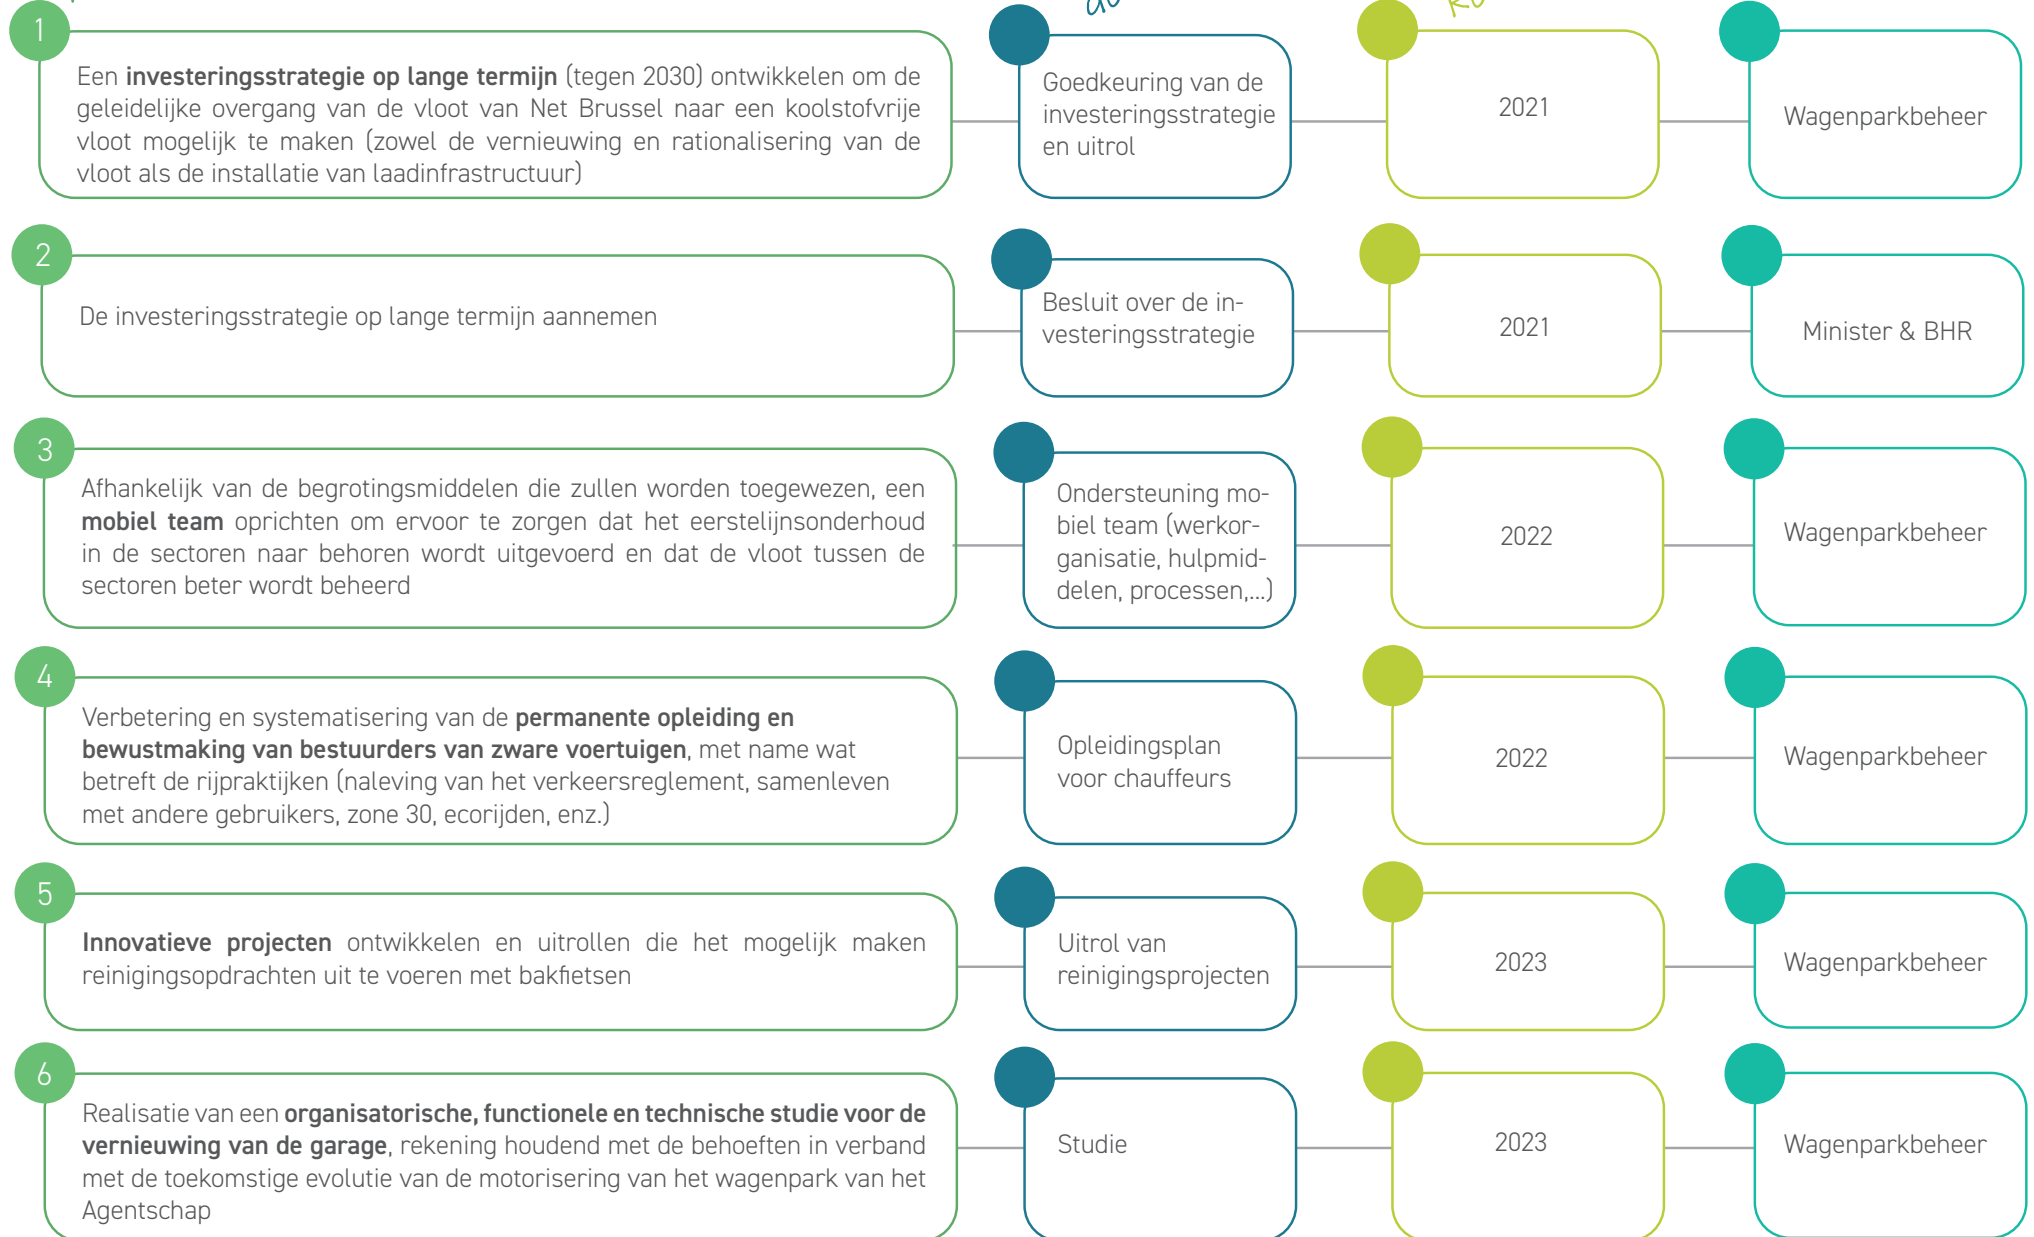 1
Een investeringsstrategie op lange termijn (tegen 2030) ontwikkelen om de
geleidelijke overgang van de vloot van Net Brussel naar een koolstofvrije
vloot mogelijk te maken (zowel de vernieuwing en rationalisering van de
vloot als de installatie van laadinfrastructuur)
Goedkeuring van de
investeringsstrategie
en uitrol
2021
Wagenparkbeheer
2
De investeringsstrategie op lange termijn aannemen
Besluit over de in-
vesteringsstrategie
2021
Minister & BHR
3
Afhankelijk van de begrotingsmiddelen die zullen worden toegewezen, een
mobiel team oprichten om ervoor te zorgen dat het eerstelijnsonderhoud
in de sectoren naar behoren wordt uitgevoerd en dat de vloot tussen de
sectoren beter wordt beheerd
Ondersteuning mo-
biel team (werkor-
ganisatie, hulpmid-
delen, processen,...)
2022
Wagenparkbeheer
4
Verbetering en systematisering van de permanente opleiding en
bewustmaking van bestuurders van zware voertuigen, met name wat
betreft de rijpraktijken (naleving van het verkeersreglement, samenleven
met andere gebruikers, zone 30, ecorijden, enz.)
Opleidingsplan
voor chauffeurs
2022
Wagenparkbeheer
5
Innovatieve projecten ontwikkelen en uitrollen die het mogelijk maken
reinigingsopdrachten uit te voeren met bakfietsen
Uitrol van
reinigingsprojecten
2023
Wagenparkbeheer
6
Realisatie van een organisatorische, functionele en technische studie voor de
vernieuwing van de garage, rekening houdend met de behoeften in verband
met de toekomstige evolutie van de motorisering van het wagenpark van het
Agentschap
Studie
2023
Wagenparkbeheer